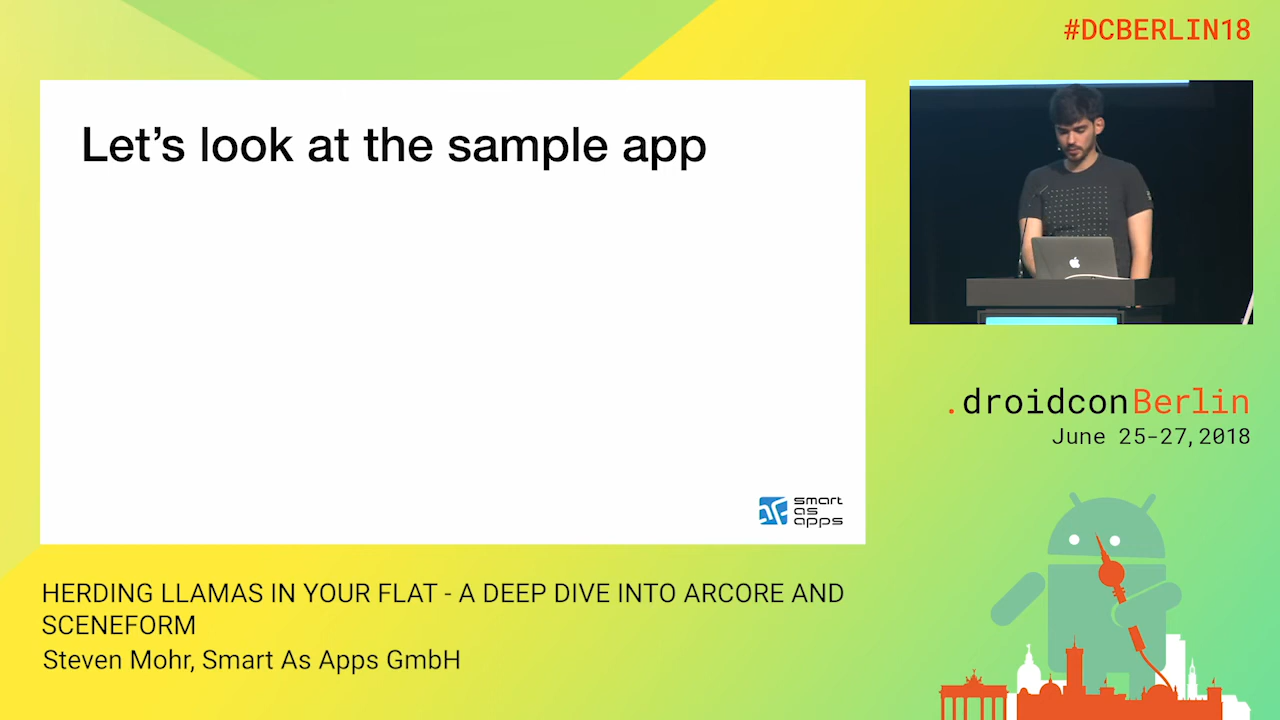 #DCBERLIN18
Let's look at the sample app
smart
as
apps
.droidconBerlin
June 25-27, 2018
HERDING LLAMAS IN YOUR FLAT - A DEEP DIVE INTO ARCORE AND
SCENEFORM
Steven Mohr, Smart As Apps GmbH